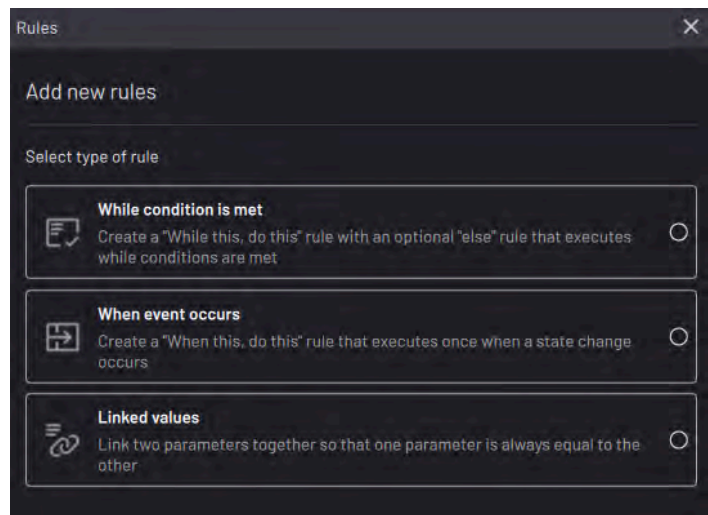 Rules
Add new rules
Select type of rule
While condition is met
Create a "While this, do this" rule with an optional "else" rule that executes
while conditions are met
When event occurs
Create a "When this, do this" rule that executes once when a state change
occurs
Linked values
Link two parameters together so that one parameter is always equal to the
other